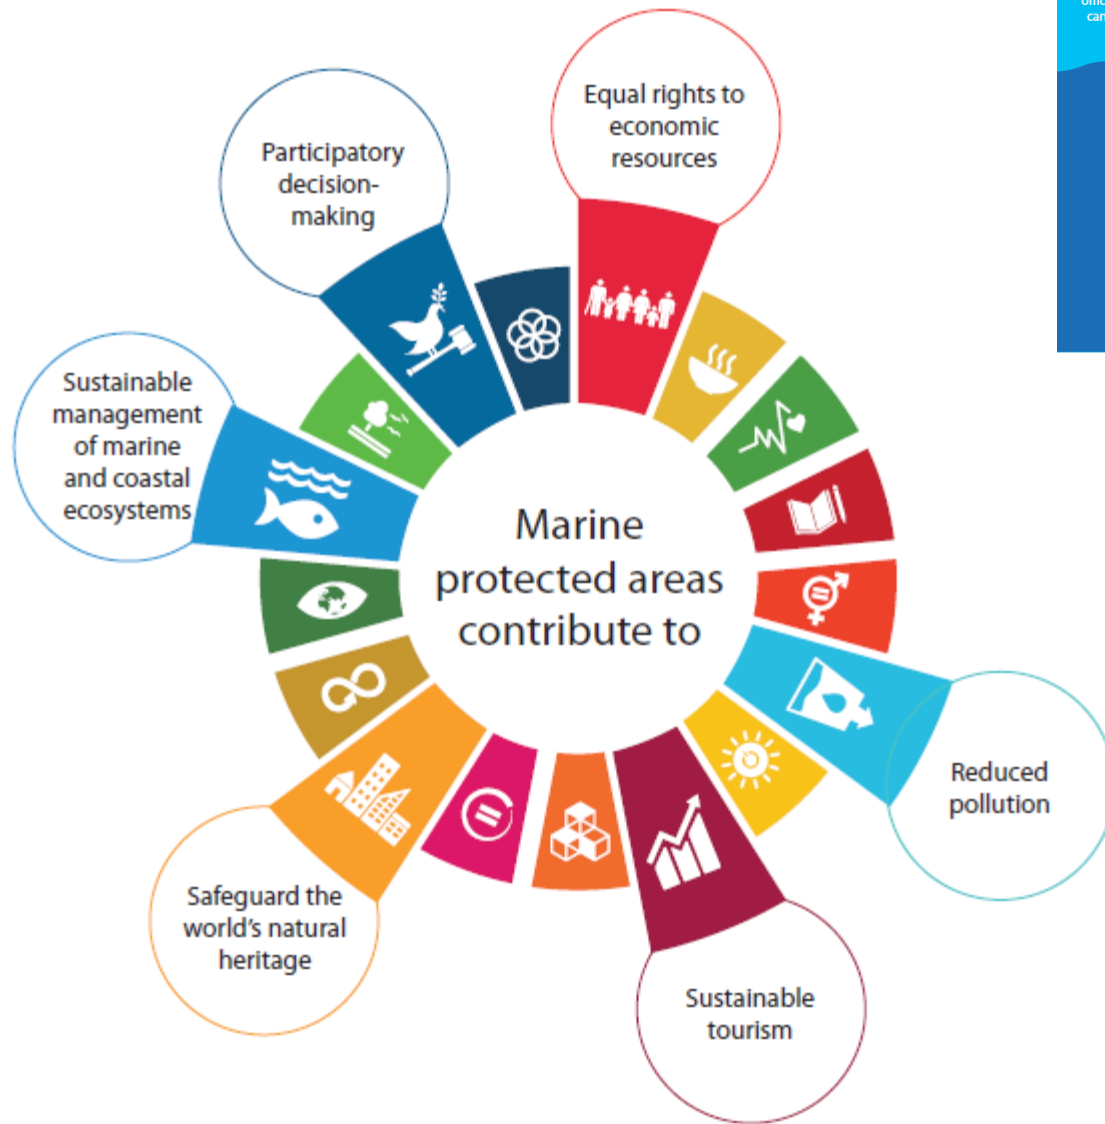 Equal rights to
economic
resources
Participatory
decision-
making
Sustainable
management
of marine
and coastal
ecosystems
Marine
protected areas
contribute to
Reduced
pollution
Safeguard the
world's natural
heritage
Sustainable
tourism